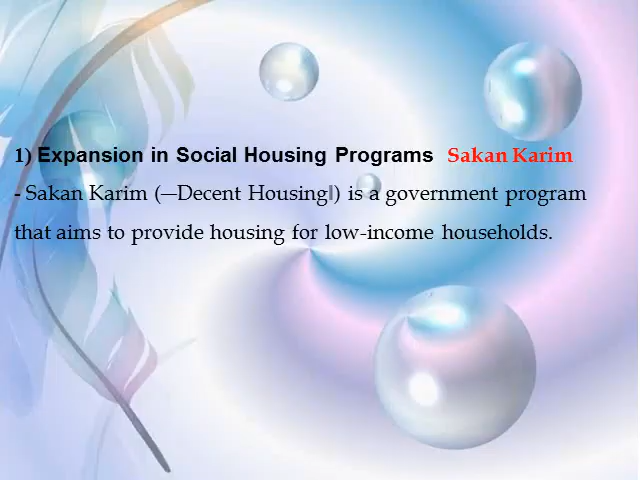 1) Expansion in Social Housing Programs Sakan Karim
- Sakan Karim (―Decent Housing‖) is a government program
that aims to provide housing for low-income households.